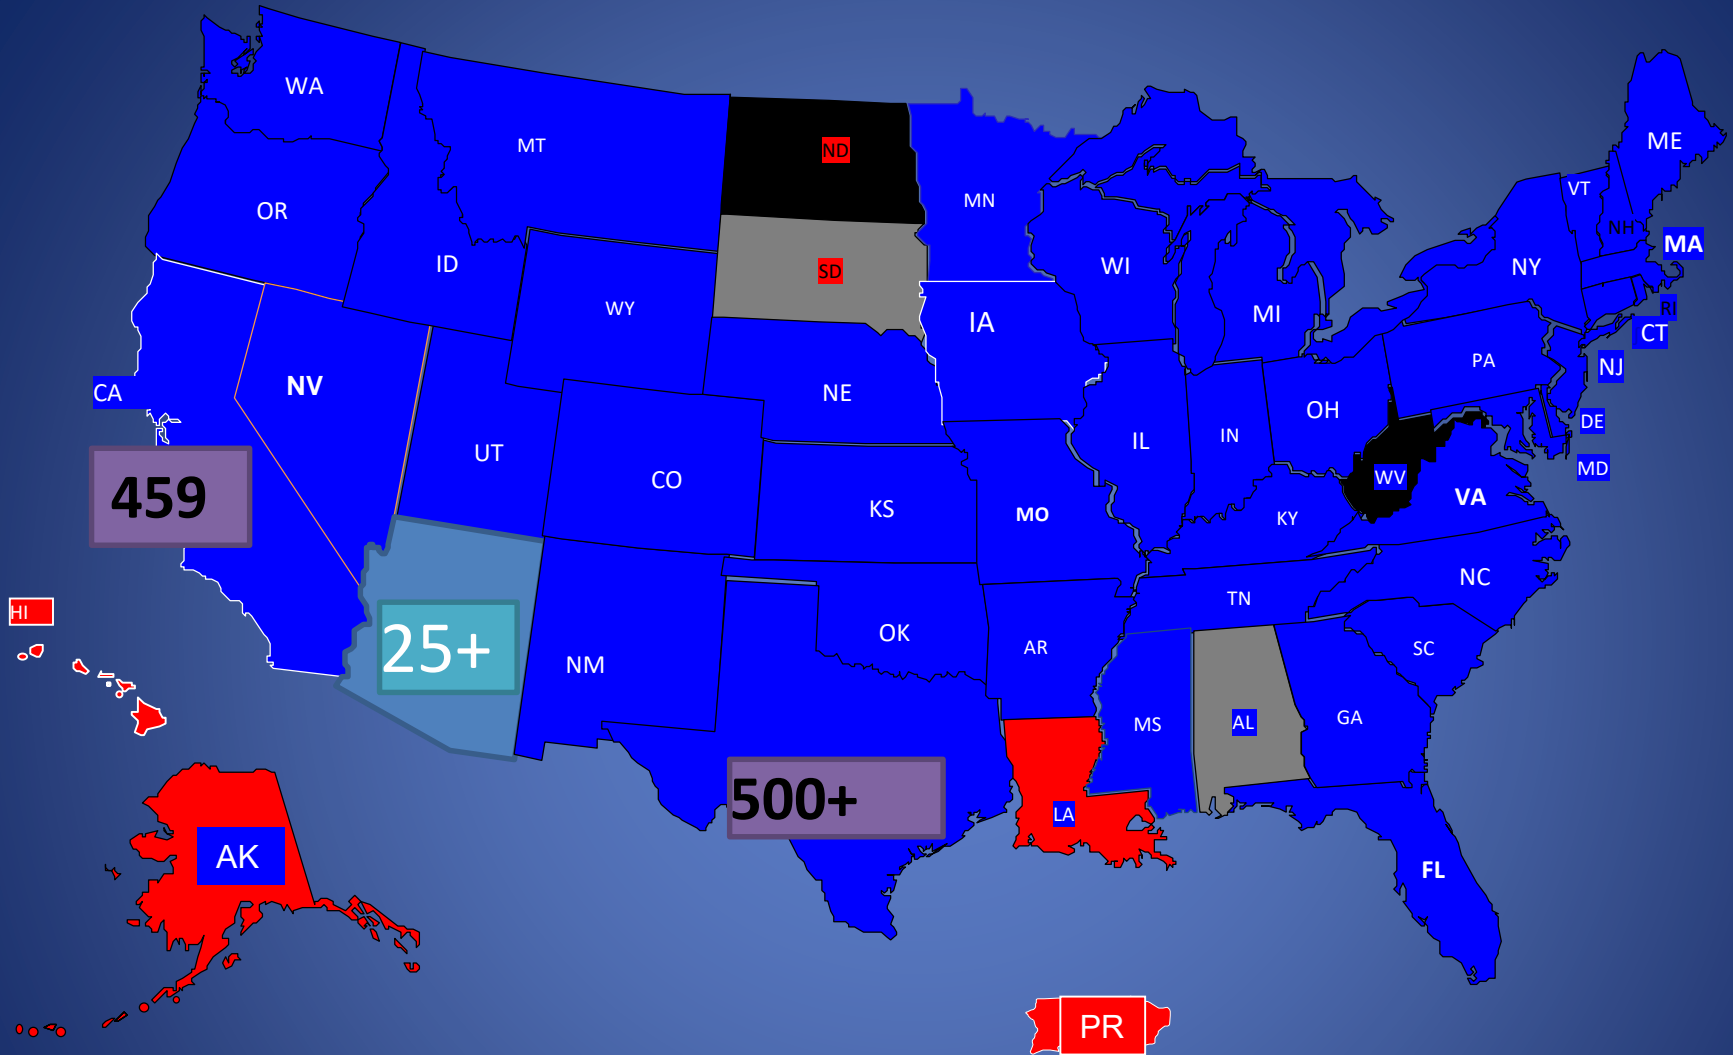 WA
MT
ND
MN
ME
VT
NH
MA
OR
ID
SD
WI
NY
WY
MI
RI
IA
CT
PA
NJ
CA
NV
NE
OH
DE
UT
IN
IL
MD
CO
WV
459
KS
MO
KY
VA
NC
HI
TN
25+
OK
AR
SC
NM
MS
AL
GA
500+
LA
AK
FL
PR